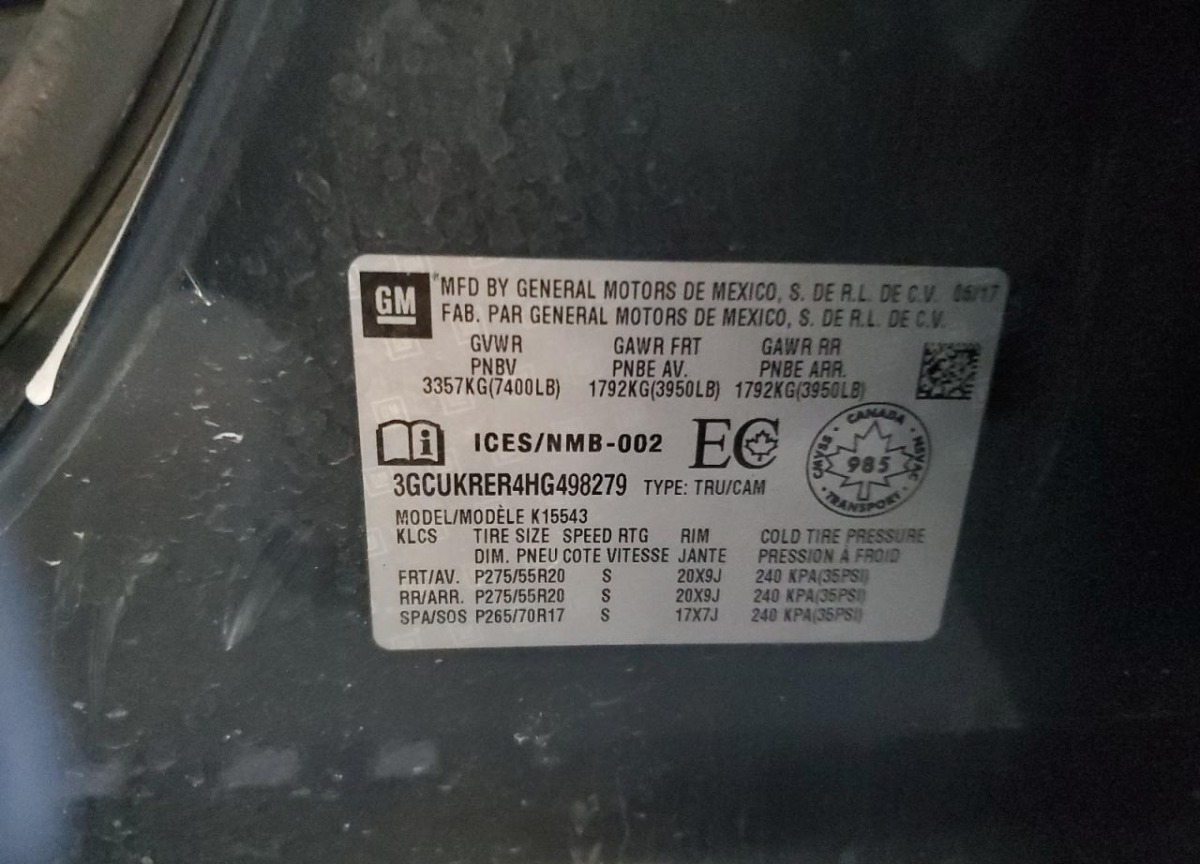 GM
MFD BY GENERAL MOTORS DE MEXICO, S. DE R.L. DE C.V. 06/17
FAB. PAR GENERAL MOTORS DE MEXICO, S. DE R.L. DE C.V.
GVWR GAWR FRT GAWR RR
PNBV PNBE AV. PNBE ARR.
3357KG(7400LB) 1792KG(3950LB) 1792KG(3950LB)
i ICES/NMB-002 EC
CANADA
CMVSS 985 NSVAC
TRANSPORT
3GCUKRER4HG498279 TYPE: TRU/CAM
MODEL/MODÈLE K15543
KLCS TIRE SIZE SPEED RTG RIM COLD TIRE PRESSURE
DIM. PNEU COTE VITESSE JANTE PRESSION A FROID
FRT/AV. P275/55R20 S 20X9J 240 KPA(35PSI)
RR/ARR. P275/55R20 S 20X9J 240 KPA(35PSI)
SPA/SOS P265/70R17 S 17X7J 240 KPA(35PSI)